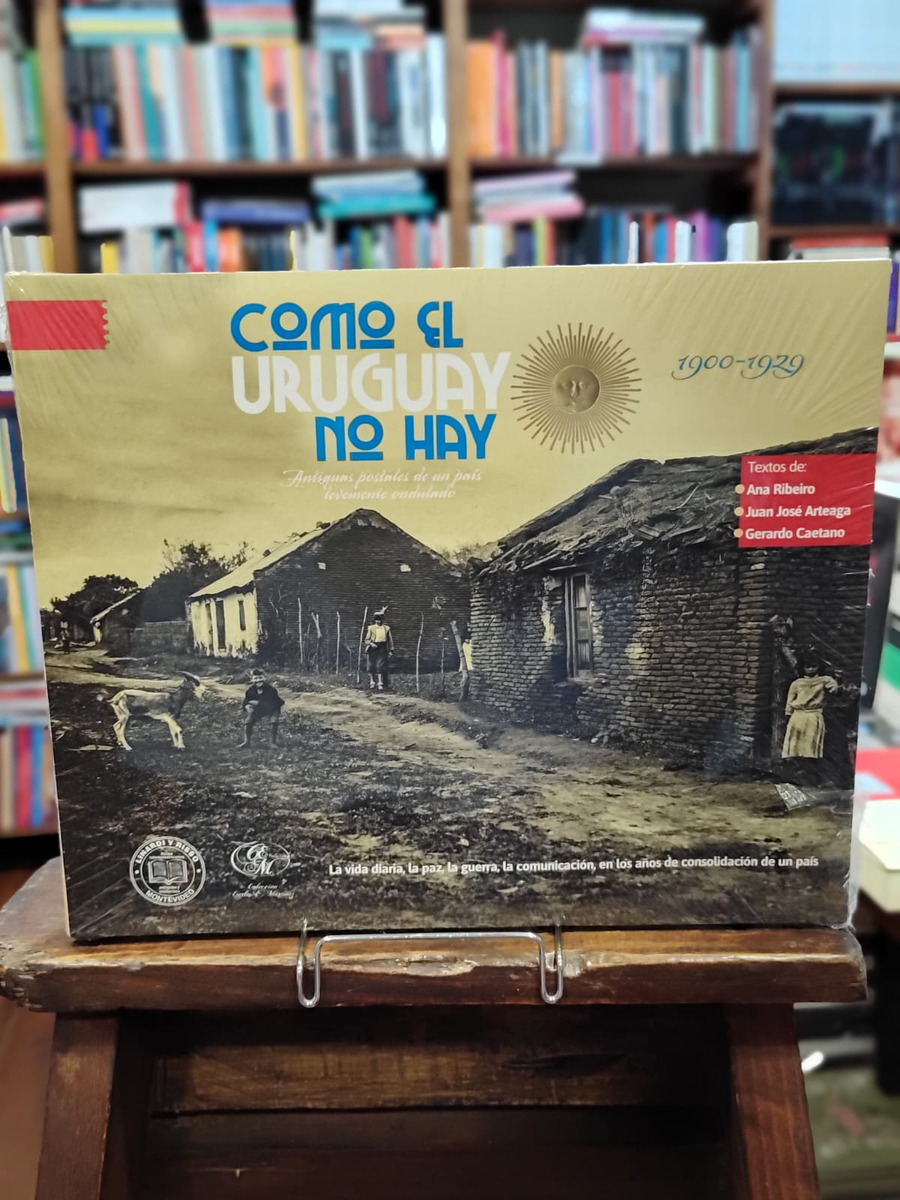 COMO EL
URUGUAY
NO HAY
1900-1929
Antiguas postales de un país
levemente ondulado
Textos de:
Ana Ribeiro
Juan José Arteaga
Gerardo Caetano
LINARDI Y RISSO
MONTEVIDEO
CEM
Colección
La vida diaria, la paz, la guerra, la comunicación, en los años de consolidación de un país